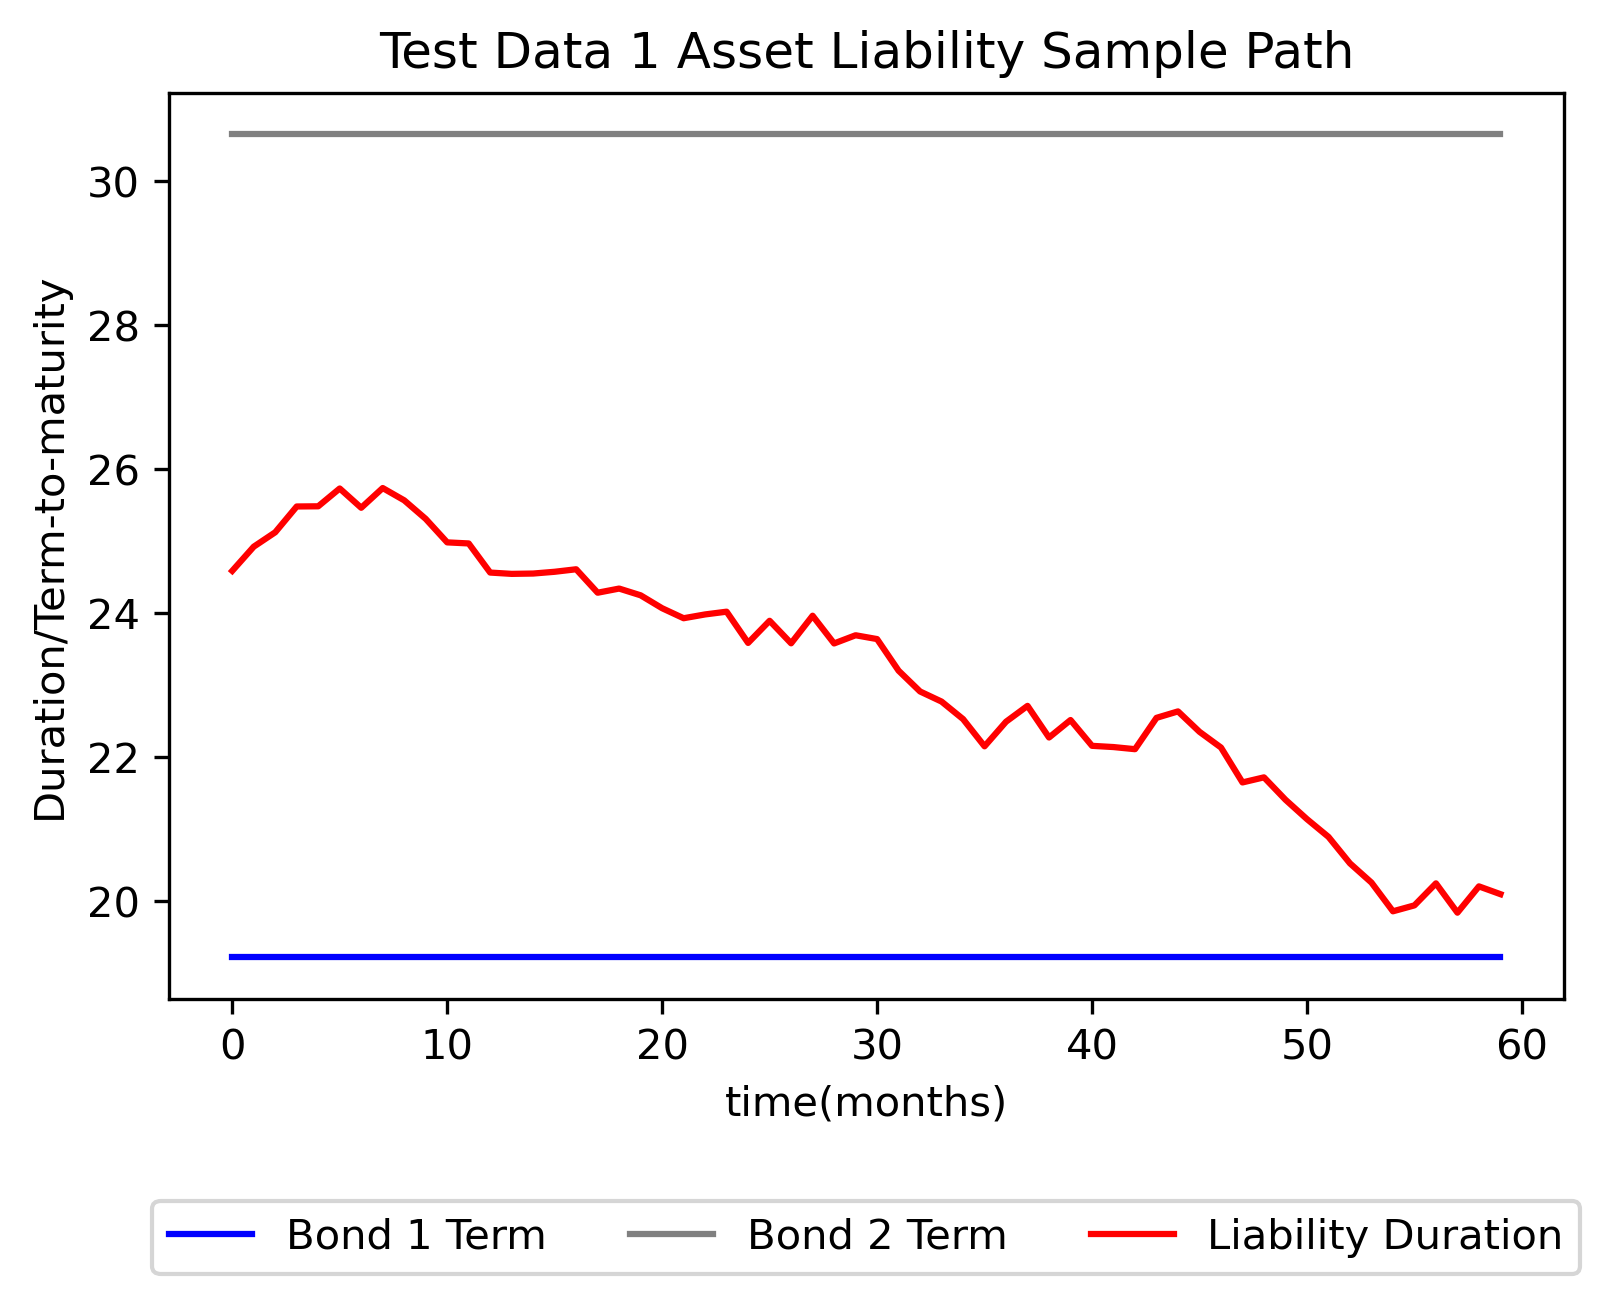 Test Data 1 Asset Liability Sample Path
Duration/Term-to-maturity
30
28
26
24
22
20
0 10 20 30 40 50 60
time(months)
Bond 1 Term Bond 2 Term Liability Duration